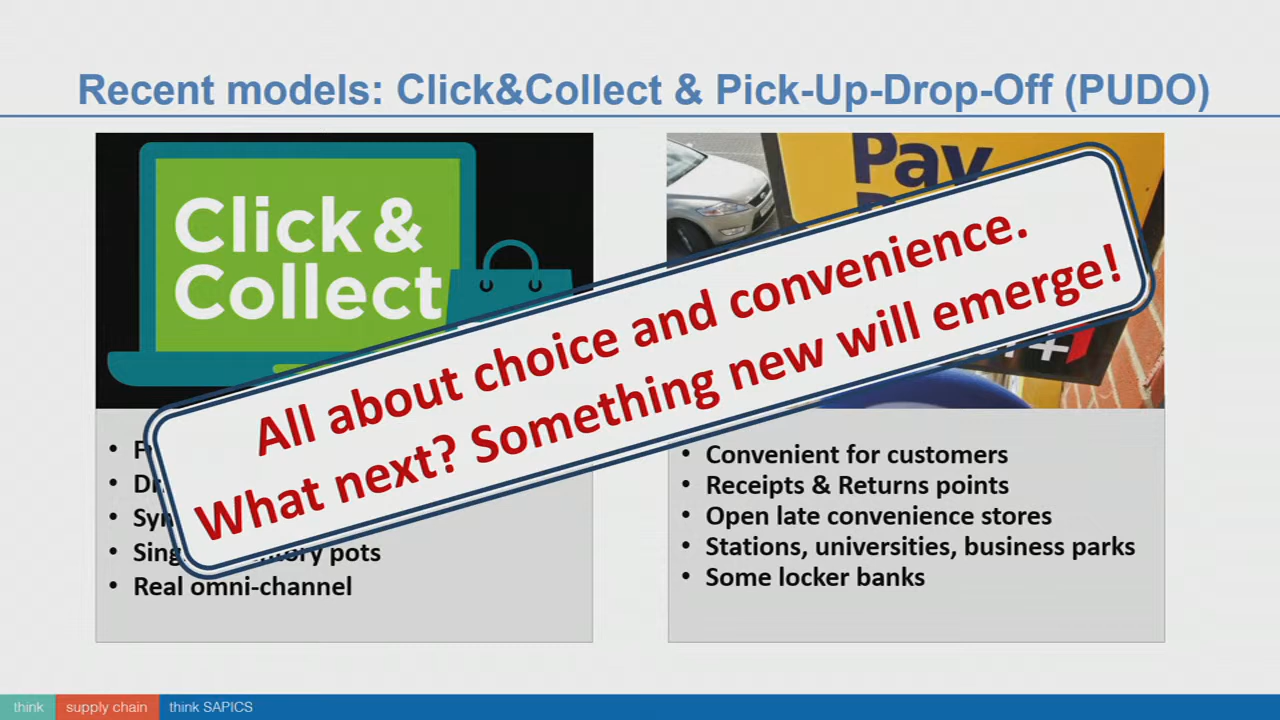 Recent models: Click&Collect & Pick-Up-Drop-Off (PUDO)
Click &
Collect
Pay
All about choice and convenience.
What next? Something new will emerge!
pots
• Real omni-channel
• Convenient for customers
• Receipts & Returns points
• Open late convenience stores
• Stations, universities, business parks
• Some locker banks
think supply chain think SAPICS